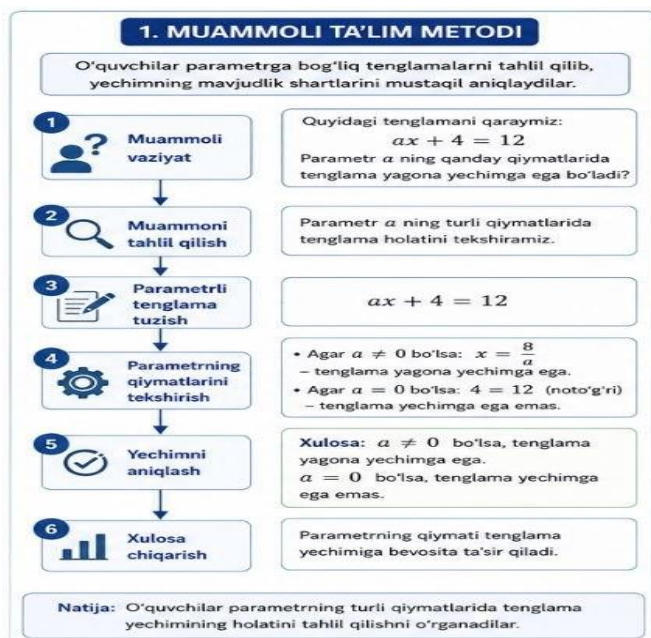 1. MUAMMOLI TA'LIM METODI
O'quvchilar parametrga bog'liq tenglamalarni tahlil qilib,
yechimning mavjudlik shartlarini mustaqil aniqlaydilar.
1
?
Muammoli
vaziyat
Quyidagi tenglamani qaraymiz:
ax + 4 = 12
Parametr a ning qanday qiymatlarida
tenglama yagona yechimga ega bo'ladi?
2
Muammoni
tahlil qilish
Parametr a ning turli qiymatlarida
tenglama holatini tekshiramiz.
3
Parametrli
tenglama
tuzish
ax + 4 = 12
4
Parametrning
qiymatlarini
tekshirish
• Agar a ≠ 0 bo'lsa: x = 8/a
– tenglama yagona yechimga ega.
• Agar a = 0 bo'lsa: 4 = 12 (noto'g'ri)
– tenglama yechimga ega emas.
5
Yechimni
aniqlash
Xulosa: a ≠ 0 bo'lsa, tenglama
yagona yechimga ega.
a = 0 bo'lsa, tenglama yechimga
ega emas.
6
Xulosa
chiqarish
Parametrning qiymati tenglama
yechimiga bevosita ta'sir qiladi.
Natija: O'quvchilar parametrning turli qiymatlarida tenglama
yechimining holatini tahlil qilishni o'rganadilar.